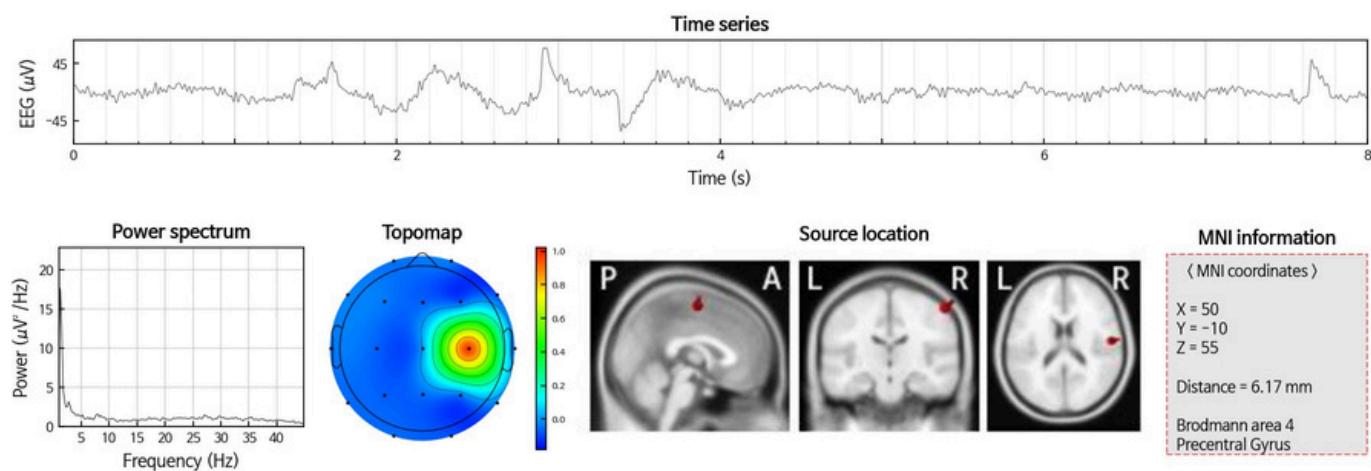 Time series
EEG (μV)
45
-45
0
2
4
6
8
Time (s)
Power spectrum
Power (μV²/Hz)
20
15
10
5
0
5
10
15
20
25
30
35
40
Frequency (Hz)
Topomap
1.0
0.8
0.6
0.4
0.2
0.0
Source location
P A
L R
L R
MNI information
⟨ MNI coordinates ⟩
X = 50
Y = −10
Z = 55
Distance = 6.17 mm
Brodmann area 4
Precentral Gyrus